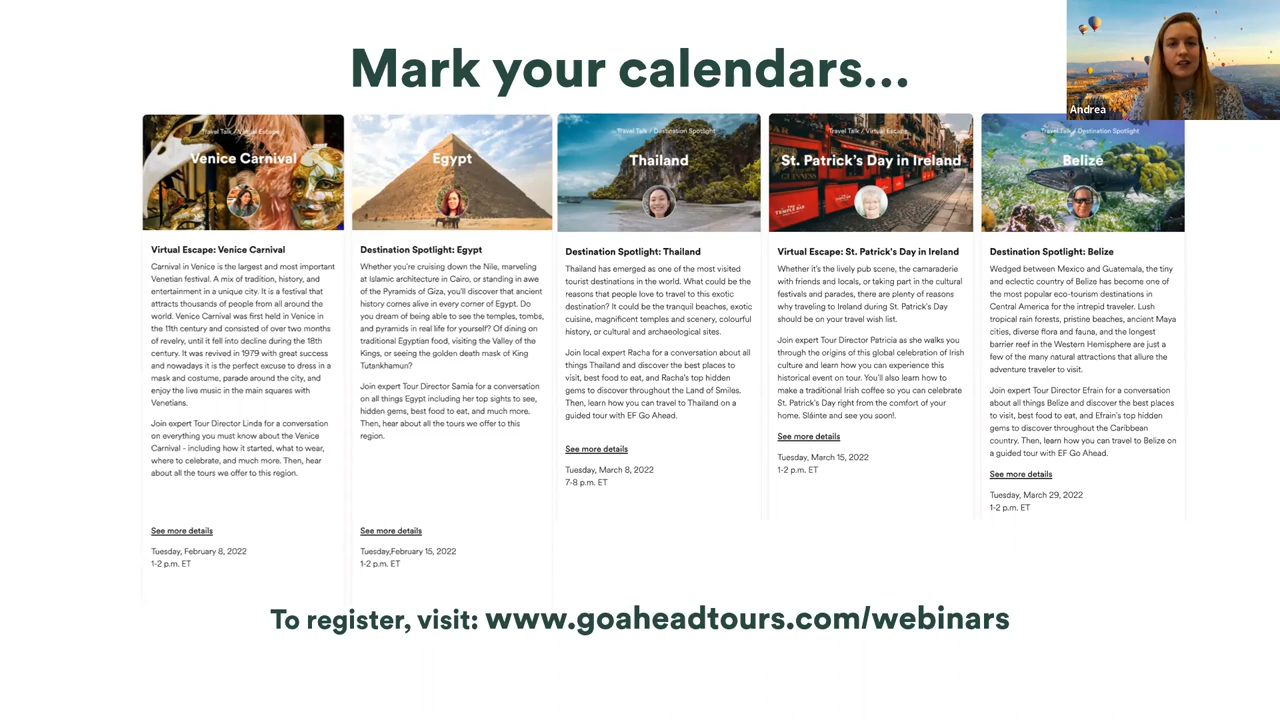 Mark your calendars...
Andrea
Travel Talk / Virtual Escape
Venice Carnival
Virtual Escape: Venice Carnival
Carnival in Venice is the largest and most important
Venetian festival. A mix of tradition, history, and
entertainment in a unique city. It is a festival that
attracts thousands of people from all around the
world. Venice Carnival was first held in Venice in
the 11th century and consisted of over two months
of revelry, until it fell into decline during the 18th
century. It was revived in 1979 with great success
and nowadays it is the perfect excuse to dress in a
mask and costume, parade around the city, and
enjoy the live music in the main squares with
Venetians.
Join expert Tour Director Linda for a conversation
on everything you must know about the Venice
Carnival - including how it started, what to wear,
where to celebrate, and much more. Then, hear
about all the tours we offer to this region.
See more details
Tuesday, February 8, 2022
1-2 p.m. ET
Egypt
Destination Spotlight: Egypt
Whether you're cruising down the Nile, marveling
at Islamic architecture in Cairo, or standing in awe
of the Pyramids of Giza, you'll discover that ancient
history comes alive in every corner of Egypt. Do
you dream of being able to see the temples, tombs,
and pyramids in real life for yourself? Of dining on
traditional Egyptian food, visiting the Valley of the
Kings, or seeing the golden death mask of King
Tutankhamun?
Join expert Tour Director Samia for a conversation
on all things Egypt including her top sights to see,
hidden gems, best food to eat, and much more.
Then, hear about all the tours we offer to this
region.
See more details
Tuesday,February 15, 2022
1-2 p.m. ET
Travel Talk / Destination Spotlight
Thailand
Destination Spotlight: Thailand
Thailand has emerged as one of the most visited
tourist destinations in the world. What could be the
reasons that people love to travel to this exotic
destination? It could be the tranquil beaches, exotic
cuisine, magnificent temples and scenery, colourful
history, or cultural and archaeological sites.
Join local expert Racha for a conversation about all
things Thailand and discover the best places to
visit, best food to eat, and Racha's top hidden
gems to discover throughout the Land of Smiles.
Then, learn how you can travel to Thailand on a
guided tour with EF Go Ahead.
See more details
Tuesday, March 8, 2022
7-8 p.m. ET
Travel Talk / Virtual Escape
St. Patrick's Day in Ireland
GUINNESS
THE
TEMPLE BAR
Virtual Escape: St. Patrick's Day in Ireland
Whether it's the lively pub scene, the camaraderie
with friends and locals, or taking part in the cultural
festivals and parades, there are plenty of reasons
why traveling to Ireland during St. Patrick's Day
should be on your travel wish list.
Join expert Tour Director Patricia as she walks you
through the origins of this global celebration of Irish
culture and learn how you can experience this
historical event on tour. You'll also learn how to
make a traditional Irish coffee so you can celebrate
St. Patrick's Day right from the comfort of your
home. Sláinte and see you soon!.
See more details
Tuesday, March 15, 2022
1-2 p.m. ET
Travel Talk / Destination Spotlight
Belize
Destination Spotlight: Belize
Wedged between Mexico and Guatemala, the tiny
and eclectic country of Belize has become one of
the most popular eco-tourism destinations in
Central America for the intrepid traveler. Lush
tropical rain forests, pristine beaches, ancient Maya
cities, diverse flora and fauna, and the longest
barrier reef in the Western Hemisphere are just a
few of the many natural attractions that allure the
adventure traveler to visit.
Join expert Tour Director Efrain for a conversation
about all things Belize and discover the best places
to visit, best food to eat, and Efrain's top hidden
gems to discover throughout the Caribbean
country. Then, learn how you can travel to Belize on
a guided tour with EF Go Ahead.
See more details
Tuesday, March 29, 2022
1-2 p.m. ET
To register, visit: www.goaheadtours.com/webinars